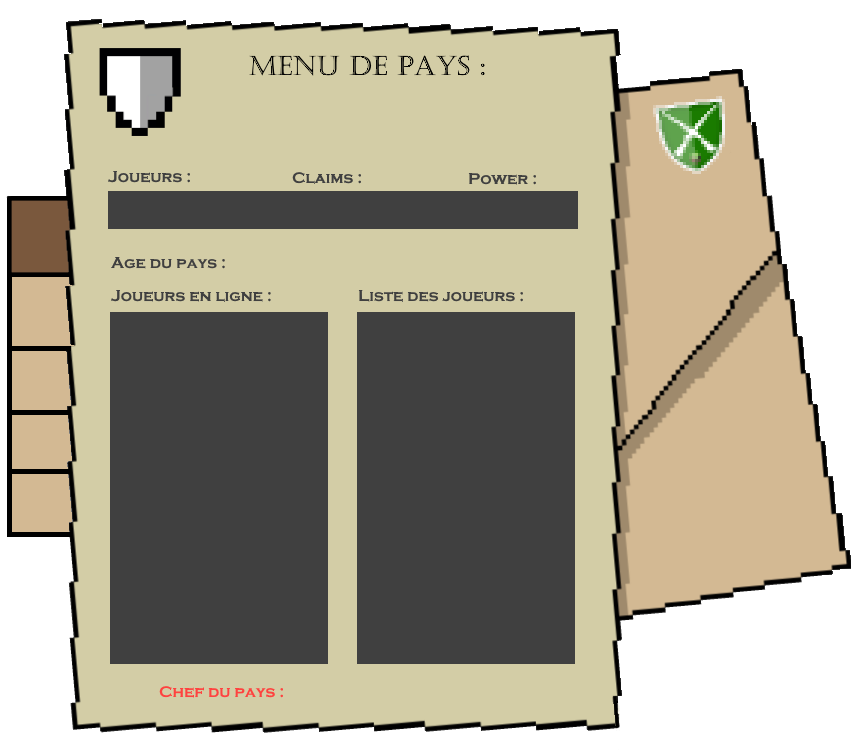 Menu de pays :
Joueurs :
Claims :
Power :
Age du pays :
Joueurs en ligne :
Liste des joueurs :
Chef du pays :